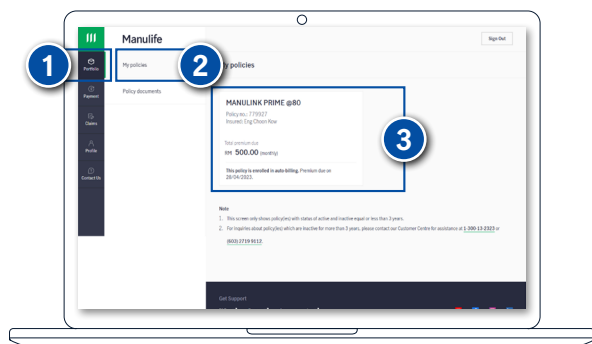 Manulife
Sign Out
1
2
3
Portfolio
Payment
Claims
Profile
Contact Us
My policies
Policy documents
My policies
MANULINK PRIME @80
Policy no.: 779927
Insured: Eng Chiaon Kow
Total premium due
RM 500.00 (monthly)
This policy is enrolled in auto-billing. Premium due on
28/04/2023.
Note
1. This screen only shows policy(ies) with status of active and inactive equal or less than 3 years.
2. For inquiries about policy(ies) which are inactive for more than 3 years, please contact our Customer Centre for assistance at 1-300-13-2323 or
(603) 2719 9112.
Get Support